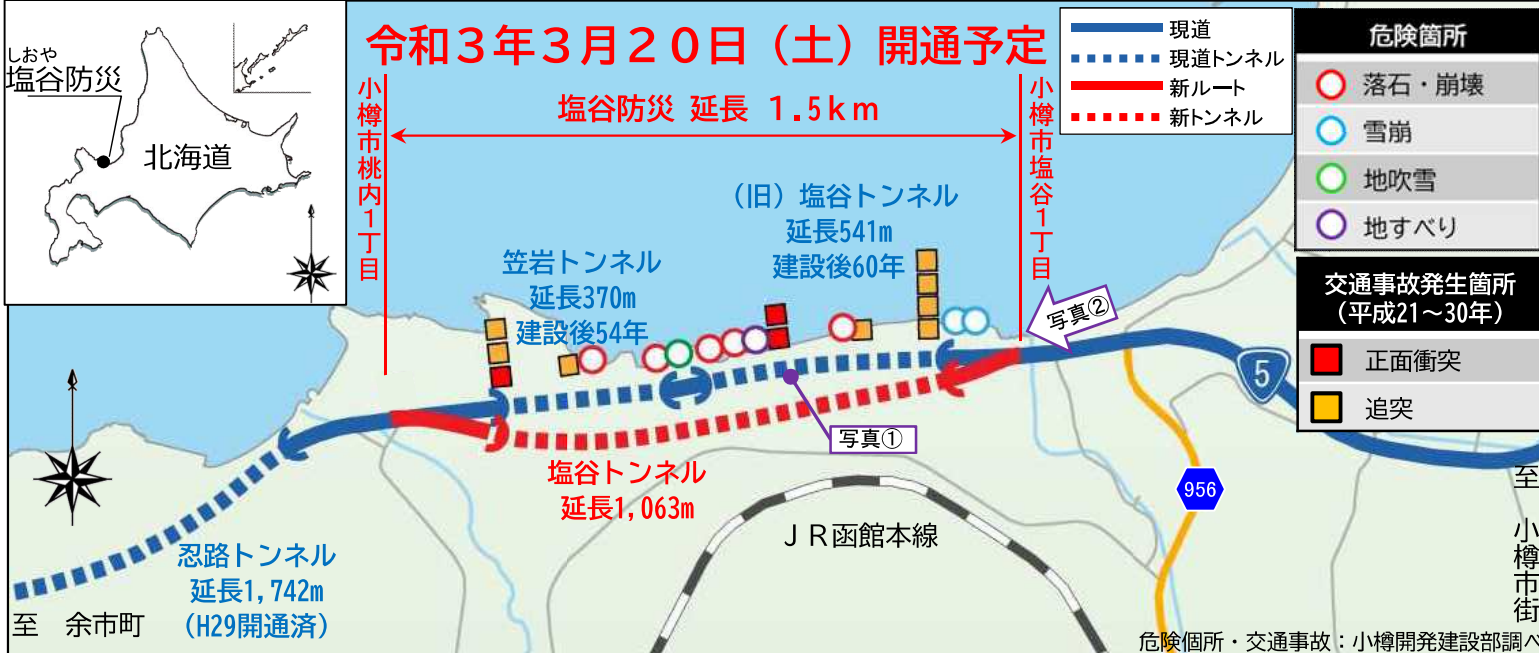 しおや
塩谷防災
北海道
令和３年３月２０日（土）開通予定
小樽市桃内1丁目
塩谷防災 延長 1.5km
小樽市塩谷1丁目
現道
現道トンネル
新ルート
新トンネル
危険箇所
落石・崩壊
雪崩
地吹雪
地すべり
交通事故発生箇所
（平成21～30年）
正面衝突
追突
（旧）塩谷トンネル
延長541m
建設後60年
笠岩トンネル
延長370m
建設後54年
写真②
5
写真①
塩谷トンネル
延長1,063m
956
ＪＲ函館本線
忍路トンネル
延長1,742m
（H29開通済）
至 余市町
至 小樽市街
危険個所・交通事故：小樽開発建設部調べ